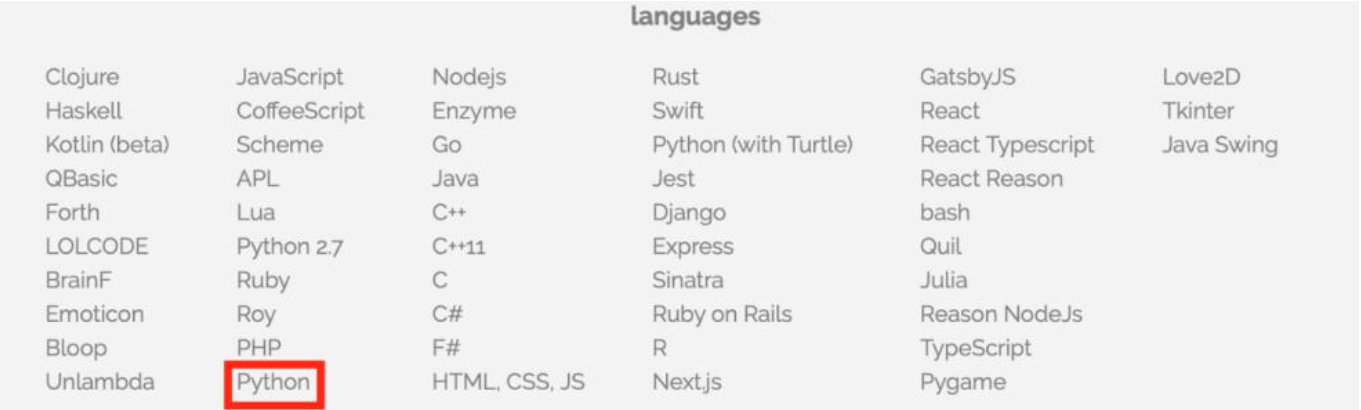 languages
Clojure JavaScript Nodejs Rust GatsbyJS Love2D
Haskell CoffeeScript Enzyme Swift React Tkinter
Kotlin (beta) Scheme Go Python (with Turtle) React Typescript Java Swing
QBasic APL Java Jest React Reason
Forth Lua C++ Django bash
LOLCODE Python 2.7 C++11 Express Quil
BrainF Ruby C Sinatra Julia
Emoticon Roy C# Ruby on Rails Reason NodeJs
Bloop PHP F# R TypeScript
Unlambda Python HTML, CSS, JS Next.js Pygame